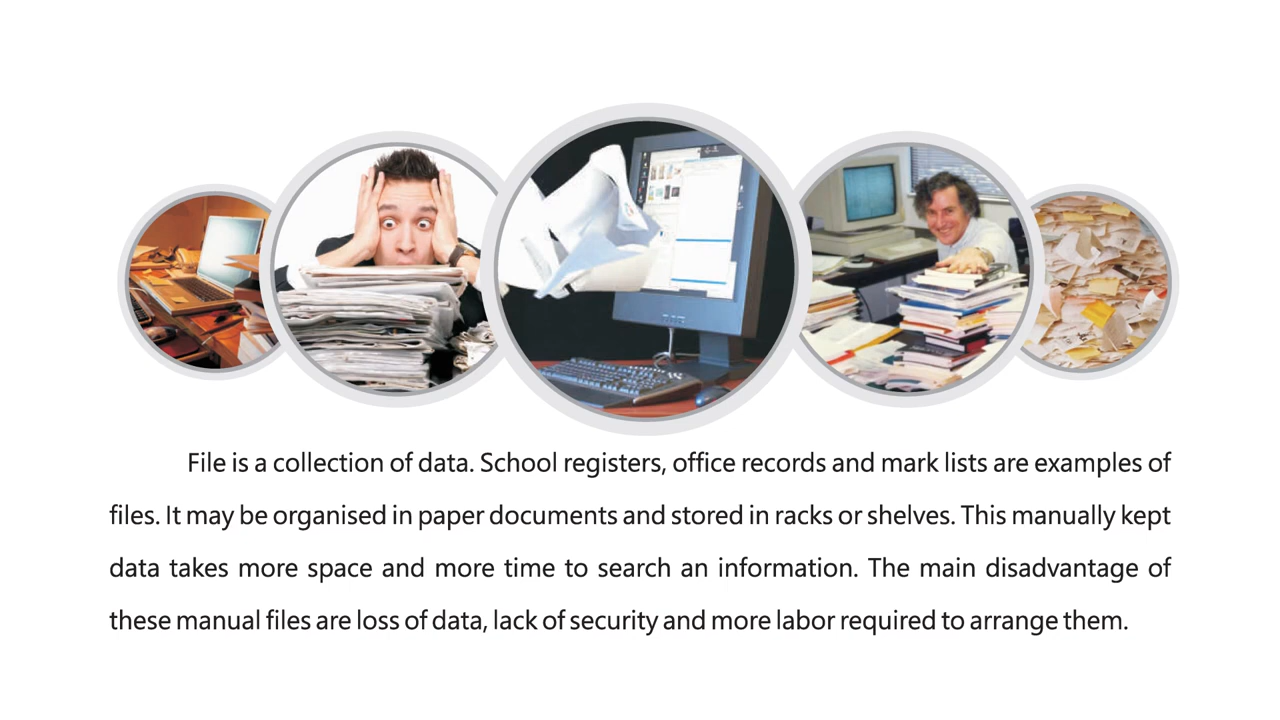 File is a collection of data. School registers, office records and mark lists are examples of
files. It may be organised in paper documents and stored in racks or shelves. This manually kept
data takes more space and more time to search an information. The main disadvantage of
these manual files are loss of data, lack of security and more labor required to arrange them.